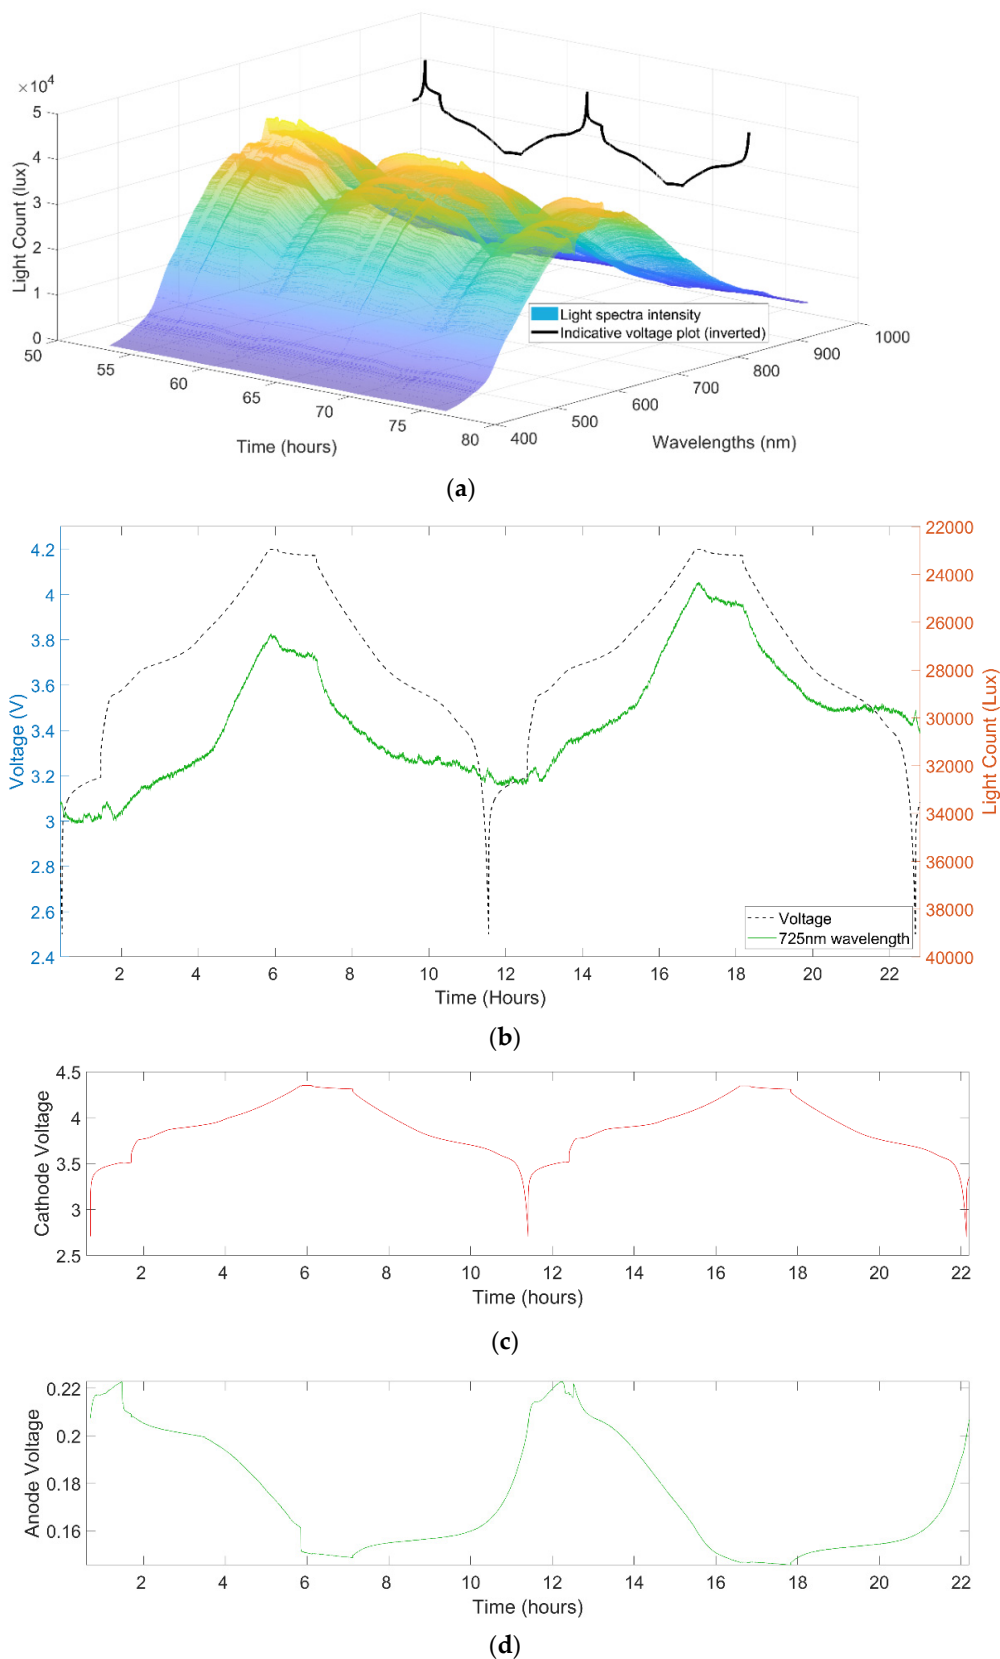 ×10⁴
5
4
3
2
1
0
Light Count (lux)
50
55
60
65
70
75
80
Time (hours)
400
500
600
700
800
900
1000
Wavelengths (nm)
Light spectra intensity
Indicative voltage plot (inverted)
(a)
4.2
4
3.8
3.6
3.4
3.2
3
2.8
2.6
2.4
Voltage (V)
22000
24000
26000
28000
30000
32000
34000
36000
38000
40000
Light Count (Lux)
Voltage
725nm wavelength
2 4 6 8 10 12 14 16 18 20 22
Time (Hours)
(b)
4.5
4
3.5
3
2.5
Cathode Voltage
2 4 6 8 10 12 14 16 18 20 22
Time (hours)
(c)
0.22
0.2
0.18
0.16
Anode Voltage
2 4 6 8 10 12 14 16 18 20 22
Time (hours)
(d)